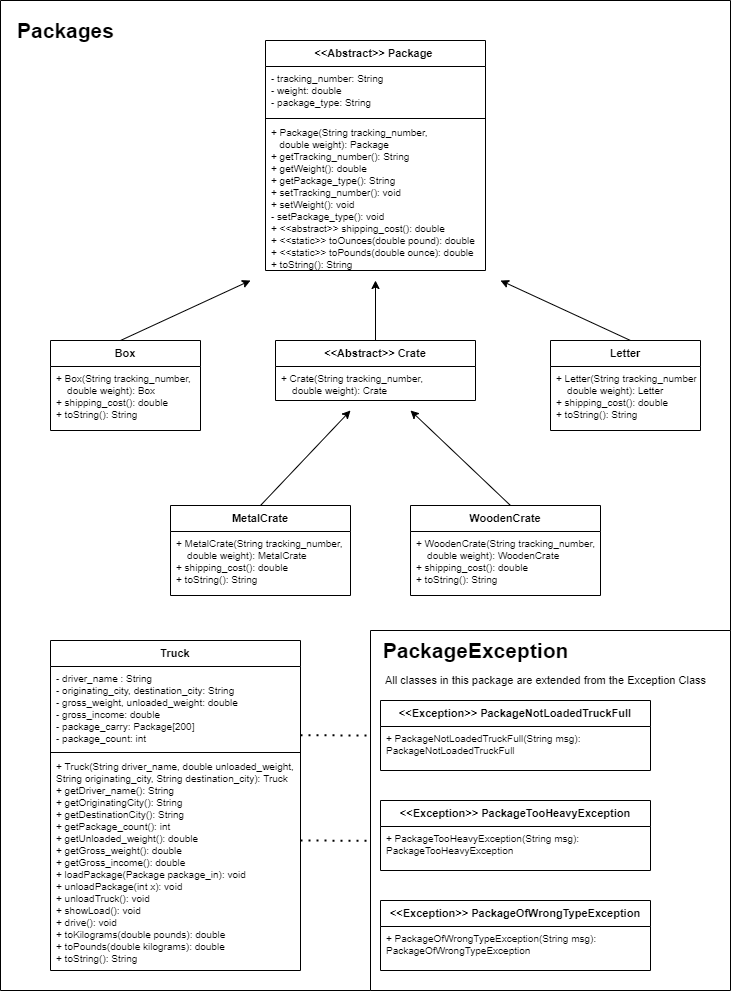 Packages
<<Abstract>> Package
- tracking_number: String
- weight: double
- package_type: String
+ Package(String tracking_number,
double weight): Package
+ getTracking_number(): String
+ getWeight(): double
+ getPackage_type(): String
+ setTracking_number(): void
+ setWeight(): void
- setPackage_type(): void
+ <<abstract>> shipping_cost(): double
+ <<static>> toOunces(double pound): double
+ <<static>> toPounds(double ounce): double
+ toString(): String
Box
+ Box(String tracking_number,
double weight): Box
+ shipping_cost(): double
+ toString(): String
<<Abstract>> Crate
+ Crate(String tracking_number,
double weight): Crate
Letter
+ Letter(String tracking_number
double weight): Letter
+ shipping_cost(): double
+ toString(): String
MetalCrate
+ MetalCrate(String tracking_number,
double weight): MetalCrate
+ shipping_cost(): double
+ toString(): String
WoodenCrate
+ WoodenCrate(String tracking_number,
double weight): WoodenCrate
+ shipping_cost(): double
+ toString(): String
Truck
- driver_name : String
- originating_city, destination_city: String
- gross_weight, unloaded_weight: double
- gross_income: double
- package_carry: Package[200]
- package_count: int
+ Truck(String driver_name, double unloaded_weight,
String originating_city, String destination_city): Truck
+ getDriver_name(): String
+ getOriginatingCity(): String
+ getDestinationCity(): String
+ getPackage_count(): int
+ getUnloaded_weight(): double
+ getGross_weight(): double
+ getGross_income(): double
+ loadPackage(Package package_in): void
+ unloadPackage(int x): void
+ unloadTruck(): void
+ showLoad(): void
+ drive(): void
+ toKilograms(double pounds): double
+ toPounds(double kilograms): double
+ toString(): String
PackageException
All classes in this package are extended from the Exception Class
<<Exception>> PackageNotLoadedTruckFull
+ PackageNotLoadedTruckFull(String msg):
PackageNotLoadedTruckFull
<<Exception>> PackageTooHeavyException
+ PackageTooHeavyException(String msg):
PackageTooHeavyException
<<Exception>> PackageOfWrongTypeException
+ PackageOfWrongTypeException(String msg):
PackageOfWrongTypeException